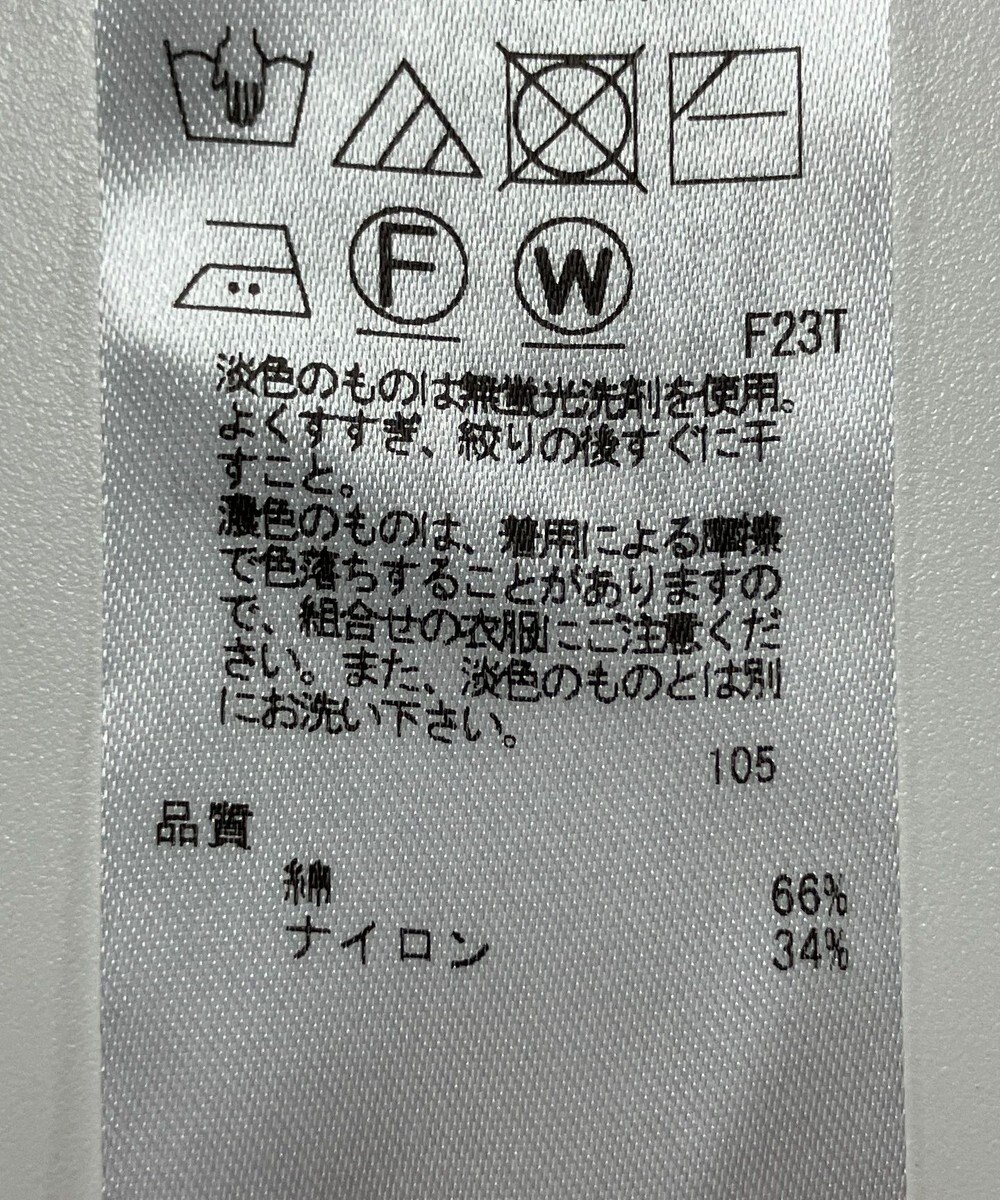 F W
F23T
淡色のものは無蛍光洗剤を使用。
よくすすぎ、絞りの後すぐに干
すこと。
濃色のものは、着用による摩擦
で色落ちすることがありますの
で、組合せの衣服にご注意くだ
さい。また、淡色のものとは別
にお洗い下さい。
105
品質
綿 66%
ナイロン 34%